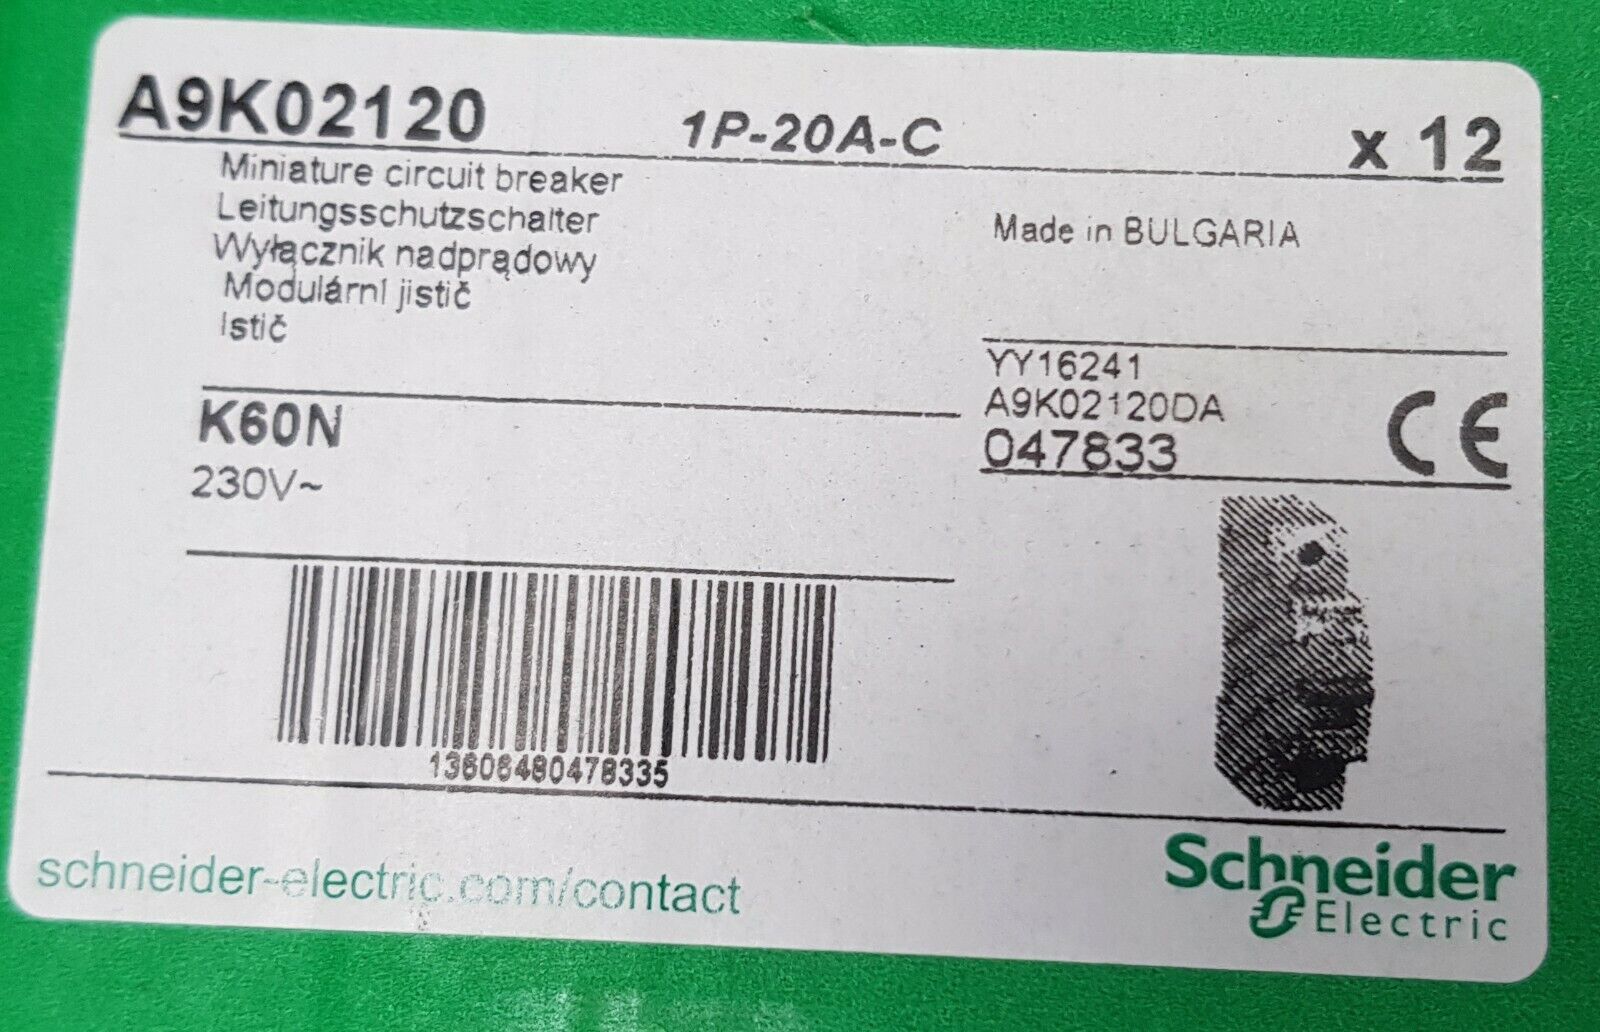 A9K02120 1P-20A-C x 12
Miniature circuit breaker
Leitungsschutzschalter
Wyłącznik nadprądowy
Modulární jistič
Istič
Made in BULGARIA
YY16241
A9K02120DA
047833
CE
K60N
230V~
13606480478335
schneider-electric.com/contact
Schneider
Electric